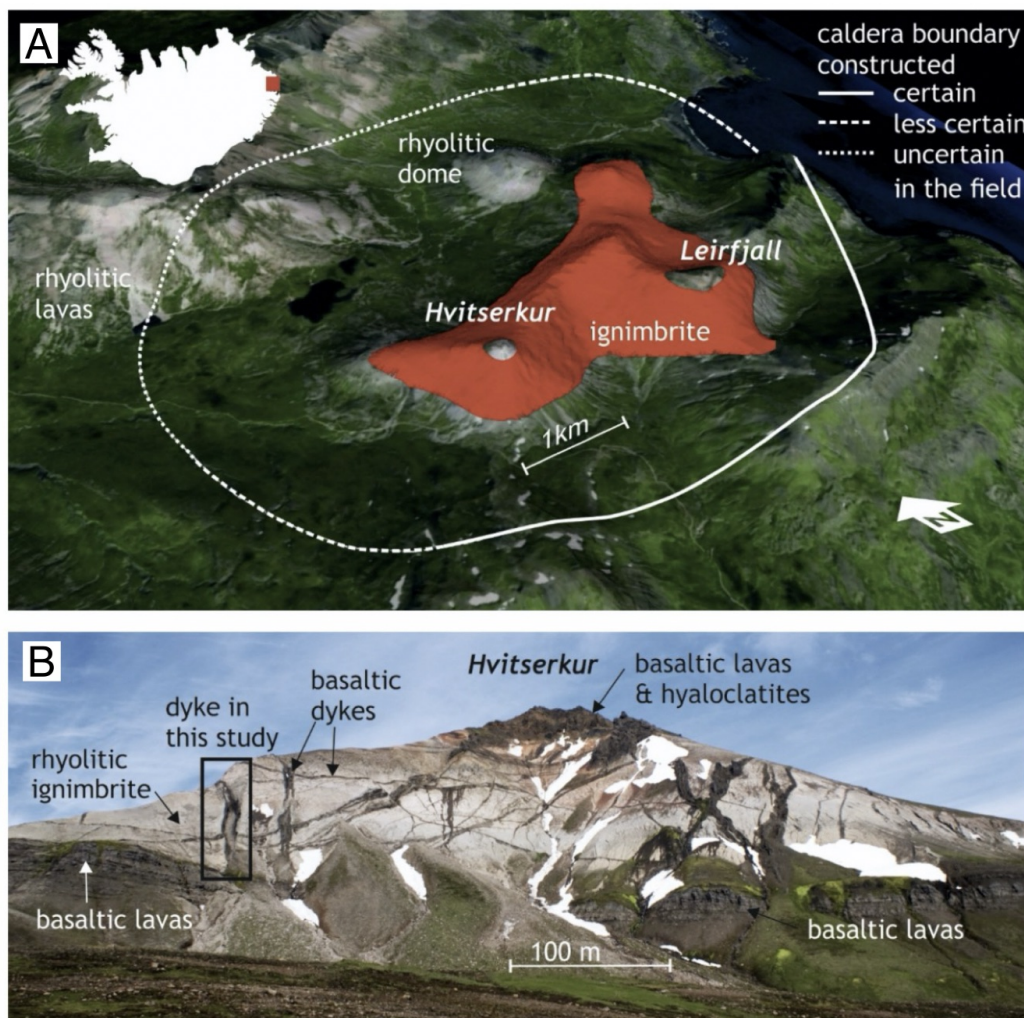 A
caldera boundary
constructed
certain
less certain
uncertain
in the field
rhyolitic
dome
Leirfjall
rhyolitic
lavas
Hvitserkur
ignimbrite
1km
N
B
Hvitserkur
basaltic lavas
& hyaloclatites
basaltic
dykes
dyke in
this study
rhyolitic
ignimbrite
basaltic lavas
basaltic lavas
100 m